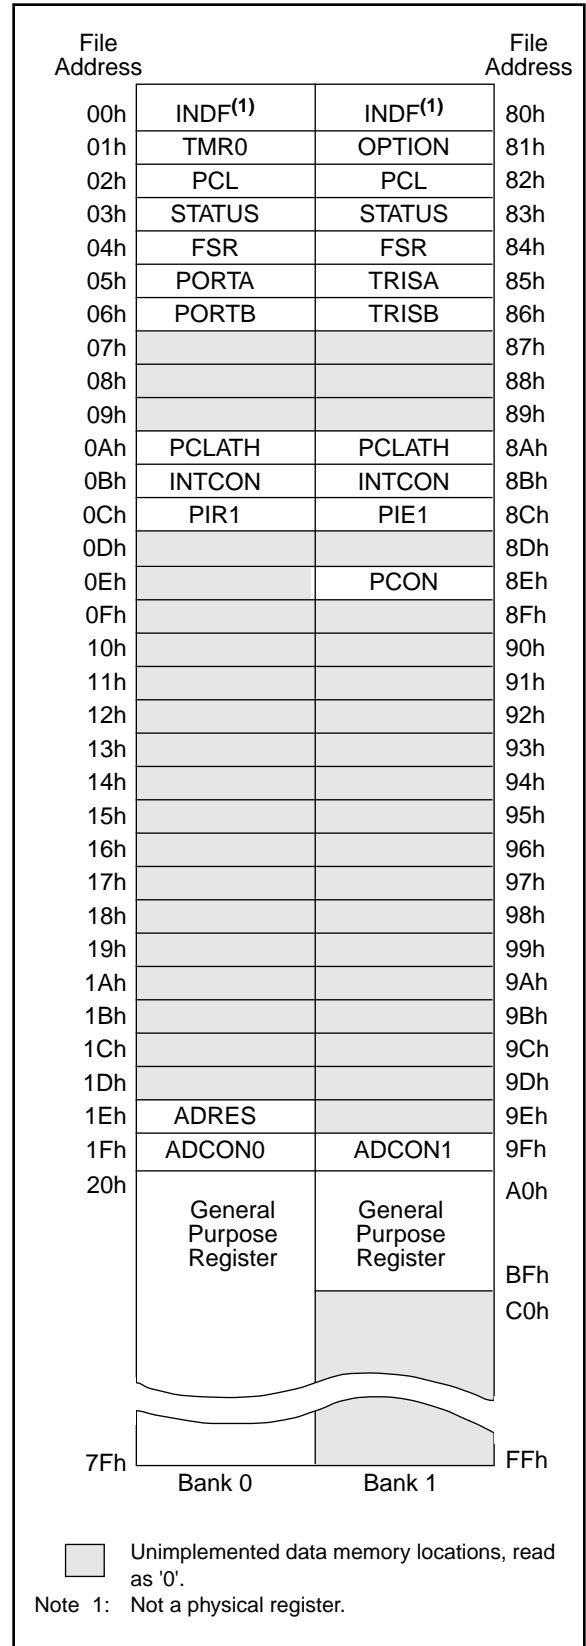 File Address File Address
00h INDF(1) INDF(1) 80h
01h TMR0 OPTION 81h
02h PCL PCL 82h
03h STATUS STATUS 83h
04h FSR FSR 84h
05h PORTA TRISA 85h
06h PORTB TRISB 86h
07h 87h
08h 88h
09h 89h
0Ah PCLATH PCLATH 8Ah
0Bh INTCON INTCON 8Bh
0Ch PIR1 PIE1 8Ch
0Dh 8Dh
0Eh PCON 8Eh
0Fh 8Fh
10h 90h
11h 91h
12h 92h
13h 93h
14h 94h
15h 95h
16h 96h
17h 97h
18h 98h
19h 99h
1Ah 9Ah
1Bh 9Bh
1Ch 9Ch
1Dh 9Dh
1Eh ADRES 9Eh
1Fh ADCON0 ADCON1 9Fh
20h A0h
General General
Purpose Purpose
Register Register
BFh
C0h
7Fh FFh
Bank 0 Bank 1
Unimplemented data memory locations, read
as '0'.
Note 1: Not a physical register.